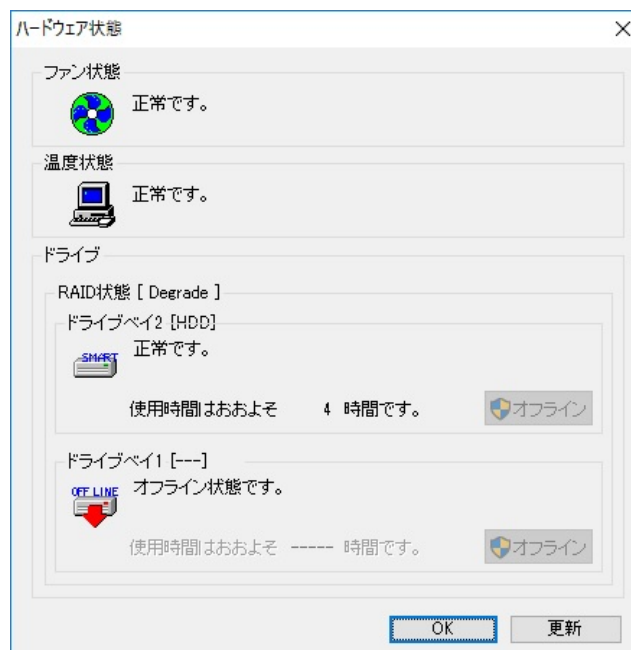 ハードウェア状態
ファン状態
正常です。
温度状態
正常です。
ドライブ
RAID状態 [ Degrade ]
ドライブベイ2 [HDD]
SMART
正常です。
使用時間はおおよそ 4 時間です。
オフライン
ドライブベイ1 [---]
OFF LINE
オフライン状態です。
使用時間はおおよそ ----- 時間です。
オフライン
OK
更新